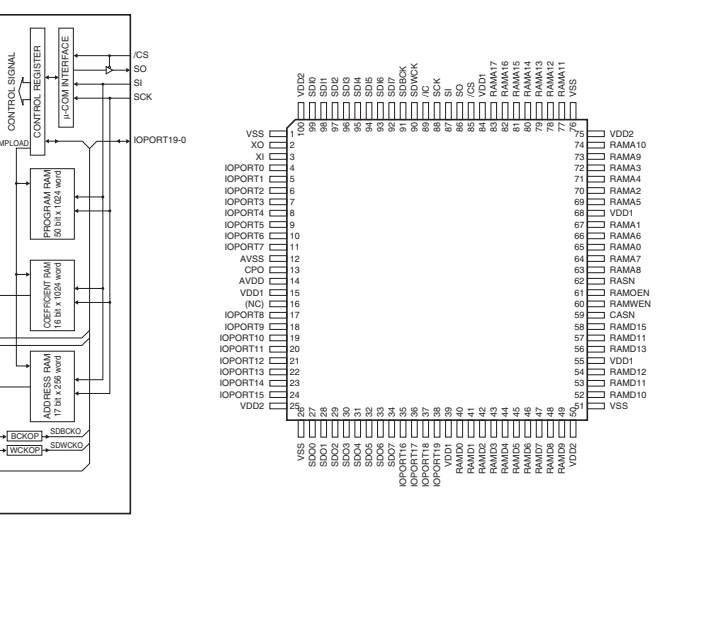 CONTROL SIGNAL
CONTROL REGISTER
μ-COM INTERFACE
/CS
SO
SI
SCK
IOPORT19-0
MPLOAD
PROGRAM RAM
50 bit x 1024 word
COEFFICIENT RAM
16 bit x 1024 word
ADDRESS RAM
17 bit x 256 word
BCKOP
SDBCKO
WCKOP
SDWCKO
VDD2 100
SDI0 99
SDI1 98
SDI2 97
SDI3 96
SDI4 95
SDI5 94
SDI6 93
SDI7 92
SDBCK 91
SDWCK 90
/IC 89
SCK 88
SI 87
SO 86
/CS 85
VDD1 84
RAMA17 83
RAMA16 82
RAMA15 81
RAMA14 80
RAMA13 79
RAMA12 78
RAMA11 77
VSS 76
VSS 1
XO 2
XI 3
IOPORT0 4
IOPORT1 5
IOPORT2 6
IOPORT3 7
IOPORT4 8
IOPORT5 9
IOPORT6 10
IOPORT7 11
AVSS 12
CPO 13
AVDD 14
VDD1 15
(NC) 16
IOPORT8 17
IOPORT9 18
IOPORT10 19
IOPORT11 20
IOPORT12 21
IOPORT13 22
IOPORT14 23
IOPORT15 24
VDD2 25
75 VDD2
74 RAMA10
73 RAMA9
72 RAMA3
71 RAMA4
70 RAMA2
69 RAMA5
68 VDD1
67 RAMA1
66 RAMA6
65 RAMA0
64 RAMA7
63 RAMA8
62 RASN
61 RAMOEN
60 RAMWEN
59 CASN
58 RAMD15
57 RAMD11
56 RAMD13
55 VDD1
54 RAMD12
53 RAMD11
52 RAMD10
51 VSS
26 VSS
27 SDO0
28 SDO1
29 SDO2
30 SDO3
31 SDO4
32 SDO5
33 SDO6
34 SDO7
35 IOPORT16
36 IOPORT17
37 IOPORT18
38 IOPORT19
39 VDD1
40 RAMD0
41 RAMD1
42 RAMD2
43 RAMD3
44 RAMD4
45 RAMD5
46 RAMD6
47 RAMD7
48 RAMD8
49 RAMD9
50 VDD2